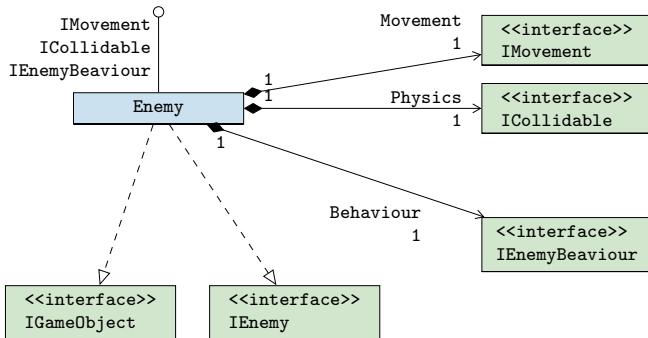 IMovement
ICollidable
IEnemyBeaviour
Movement
1
1
<<interface>>
IMovement
Enemy
1
Physics
1
<<interface>>
ICollidable
1
Behaviour
1
<<interface>>
IEnemyBeaviour
<<interface>>
IGameObject
<<interface>>
IEnemy